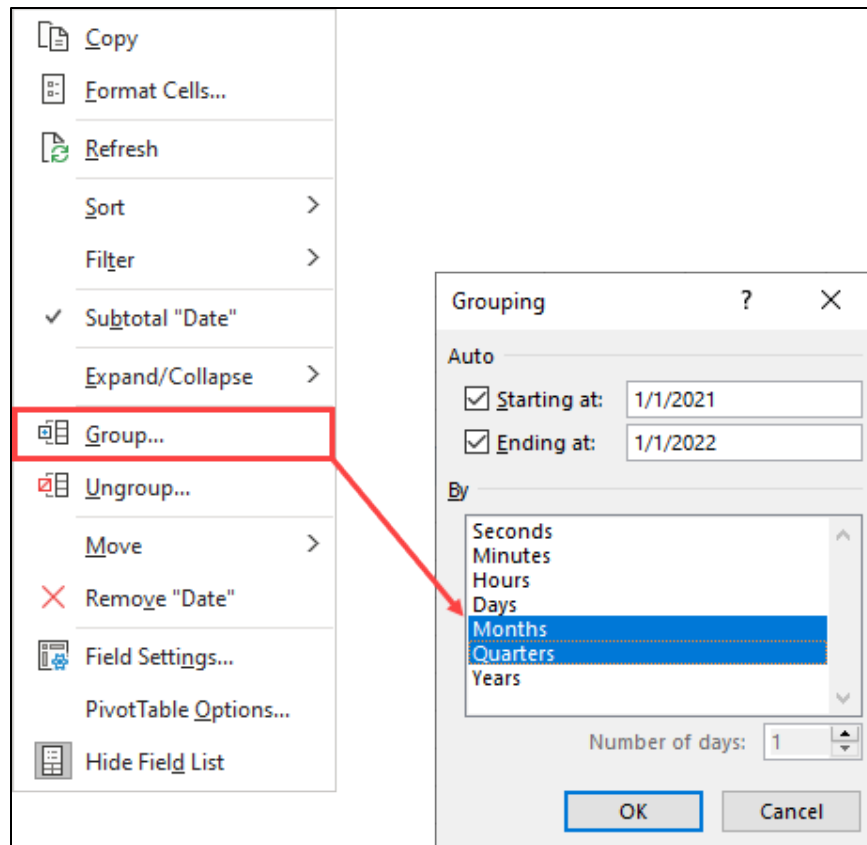 Copy
Format Cells...
Refresh
Sort
Filter
Subtotal "Date"
Expand/Collapse
Group...
Ungroup...
Move
Remove "Date"
Field Settings...
PivotTable Options...
Hide Field List
Grouping ?
Auto
Starting at: 1/1/2021
Ending at: 1/1/2022
By
Seconds
Minutes
Hours
Days
Months
Quarters
Years
Number of days: 1
OK Cancel